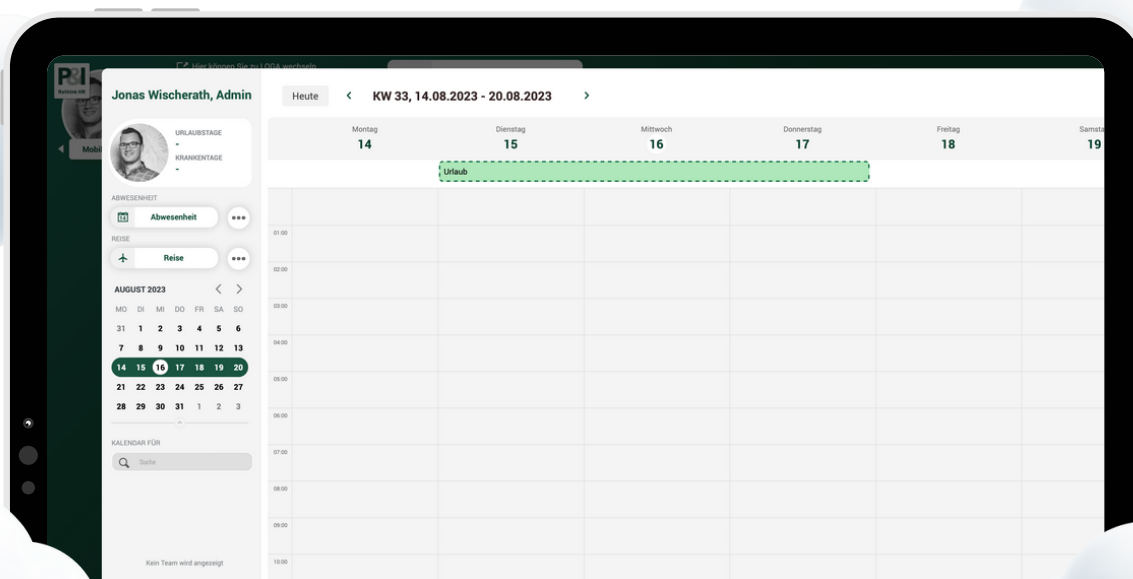 P&I
Hier können Sie zu LOGA wechseln
Mobil
Jonas Wischerath, Admin
URLAUBSTAGE
-
KRANKENTAGE
-
ABWESENHEIT
14
Abwesenheit
REISE
Reise
AUGUST 2023
MO DI MI DO FR SA SO
31 1 2 3 4 5 6
7 8 9 10 11 12 13
14 15 16 17 18 19 20
21 22 23 24 25 26 27
28 29 30 31 1 2 3
KALENDAR FÜR
Suche
Kein Team wird angezeigt
Heute
KW 33, 14.08.2023 - 20.08.2023
Montag Dienstag Mittwoch Donnerstag Freitag Samsta
14 15 16 17 18 19
Urlaub
01:00
02:00
03:00
04:00
05:00
06:00
07:00
08:00
09:00
10:00